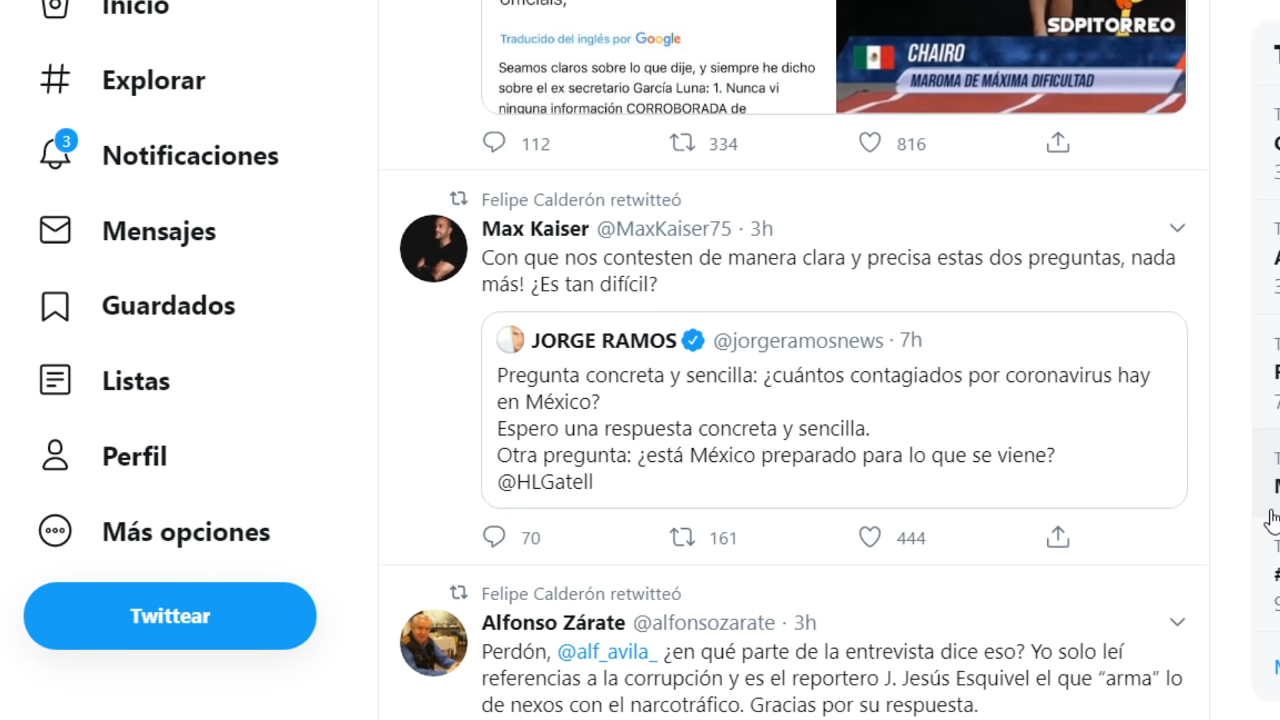 Inicio
Explorar
3
Notificaciones
Mensajes
Guardados
Listas
Perfil
Más opciones
Twittear
Traducido del inglés por Google
Seamos claros sobre lo que dije, y siempre he dicho
sobre el ex secretario García Luna: 1. Nunca vi
ninguna información CORROBORADA de
SDPITORREO
CHAIRO
MAROMA DE MÁXIMA DIFICULTAD
112 334 816
Felipe Calderón retwitteó
Max Kaiser @MaxKaiser75 · 3h
Con que nos contesten de manera clara y precisa estas dos preguntas, nada
más! ¿Es tan difícil?
JORGE RAMOS @jorgeramosnews · 7h
Pregunta concreta y sencilla: ¿cuántos contagiados por coronavirus hay
en México?
Espero una respuesta concreta y sencilla.
Otra pregunta: ¿está México preparado para lo que se viene?
@HLGatell
70 161 444
Felipe Calderón retwitteó
Alfonso Zárate @alfonsozarate · 3h
Perdón, @alf_avila_ ¿en qué parte de la entrevista dice eso? Yo solo leí
referencias a la corrupción y es el reportero J. Jesús Esquivel el que “arma” lo
de nexos con el narcotráfico. Gracias por su respuesta.